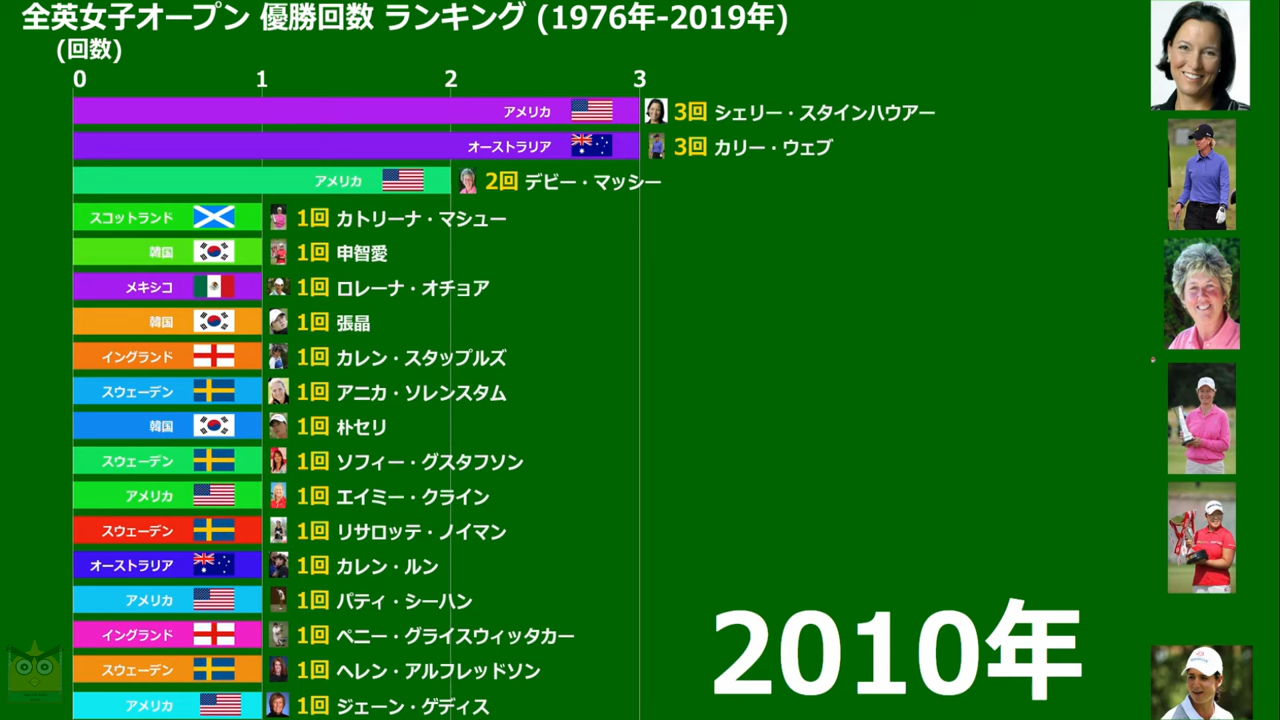 全英女子オープン 優勝回数 ランキング (1976年-2019年)
(回数)
0 1 2 3
アメリカ 3回 シェリー・スタインハウアー
オーストラリア 3回 カリー・ウェブ
アメリカ 2回 デビー・マッシー
スコットランド 1回 カトリーナ・マシュー
韓国 1回 申智愛
メキシコ 1回 ロレーナ・オチョア
韓国 1回 張晶
イングランド 1回 カレン・スタップルズ
スウェーデン 1回 アニカ・ソレンスタム
韓国 1回 朴セリ
スウェーデン 1回 ソフィー・グスタフソン
アメリカ 1回 エイミー・クライン
スウェーデン 1回 リサロッテ・ノイマン
オーストラリア 1回 カレン・ルン
アメリカ 1回 パティ・シーハン
イングランド 1回 ペニー・グライスウィッタカー
スウェーデン 1回 ヘレン・アルフレッドソン
アメリカ 1回 ジェーン・ゲディス
2010年